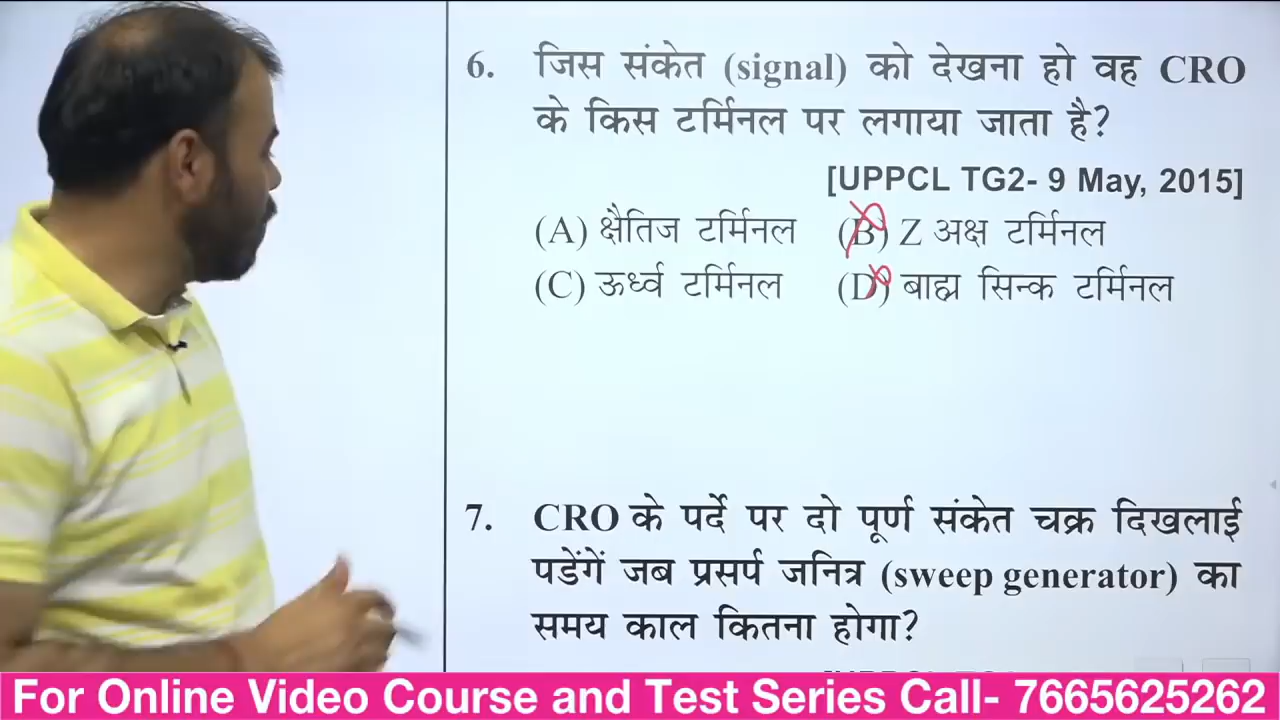 6. जिस संकेत (signal) को देखना हो वह CRO
के किस टर्मिनल पर लगाया जाता है?
[UPPCL TG2- 9 May, 2015]
(A) क्षैतिज टर्मिनल (B) Z अक्ष टर्मिनल
(C) ऊर्ध्व टर्मिनल (D) बाह्य सिन्क टर्मिनल
7. CRO के पर्दे पर दो पूर्ण संकेत चक्र दिखलाई
पडेंगें जब प्रसर्प जनित्र (sweep generator) का
समय काल कितना होगा?
For Online Video Course and Test Series Call- 7665625262